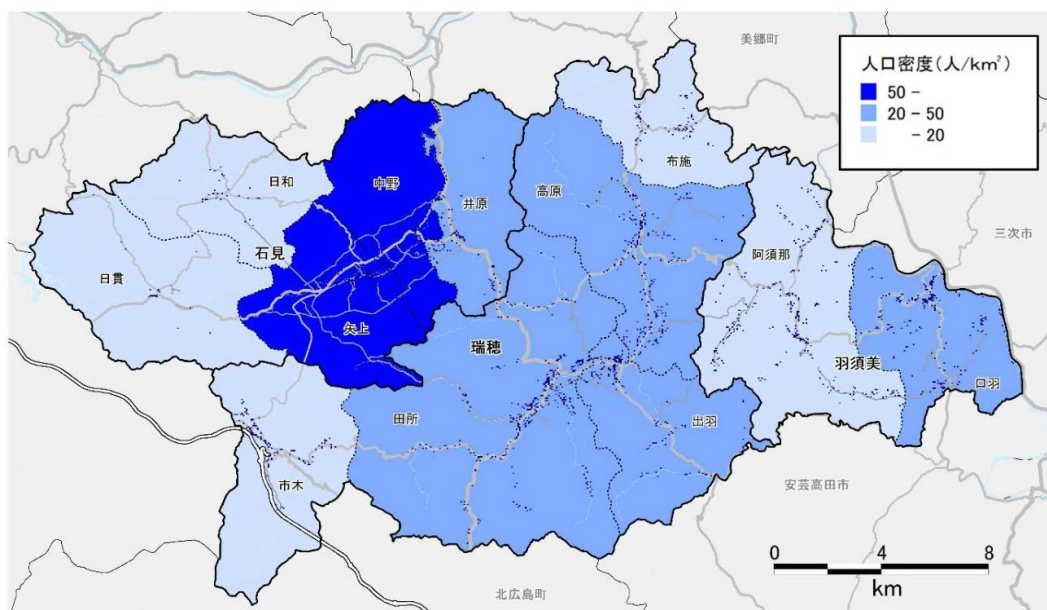 美郷町
人口密度(人/km²)
50 -
20 - 50
- 20
布施
日和
中野
井原
高原
三次市
阿須那
石見
日貫
矢上
瑞穂
羽須美
口羽
田所
出羽
市木
安芸高田市
北広島町
0 4 8
km